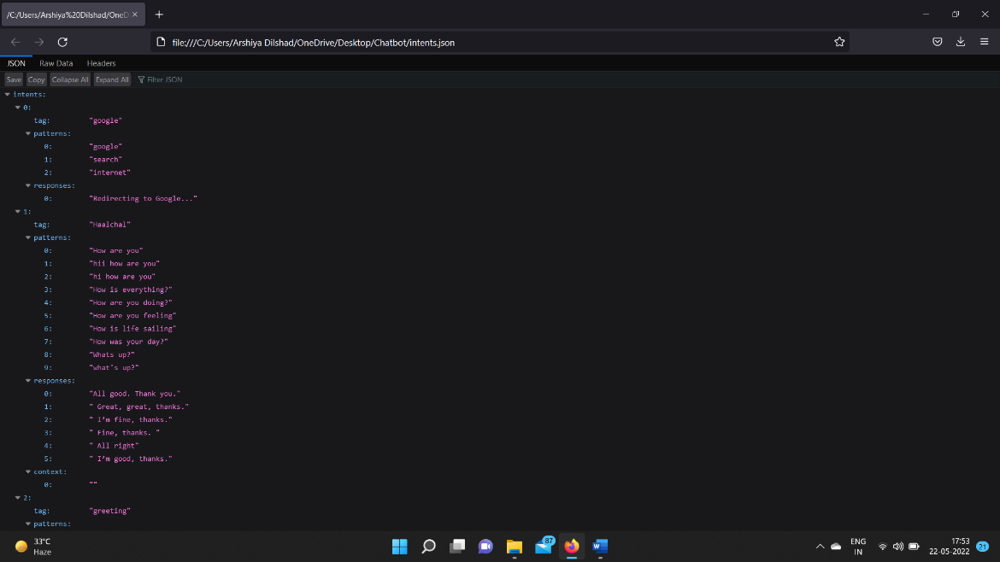 /C:/Users/Arshiya%20Dilshad/OneD
file:///C:/Users/Arshiya Dilshad/OneDrive/Desktop/Chatbot/intents.json
JSON Raw Data Headers
Save Copy Collapse All Expand All Filter JSON
intents:
0:
tag: "google"
patterns:
0: "google"
1: "search"
2: "internet"
responses:
0: "Redirecting to Google..."
1:
tag: "Haalchal"
patterns:
0: "How are you"
1: "hii how are you"
2: "hi how are you"
3: "How is everything?"
4: "How are you doing?"
5: "How are you feeling"
6: "How is life sailing"
7: "How was your day?"
8: "Whats up?"
9: "what's up?"
responses:
0: "All good. Thank you."
1: " Great, great, thanks."
2: " I’m fine, thanks."
3: " Fine, thanks. "
4: " All right"
5: " I’m good, thanks."
context:
0: ""
2:
tag: "greeting"
patterns:
33°C
Haze
87
W
ENG
IN
17:53
22-05-2022
21